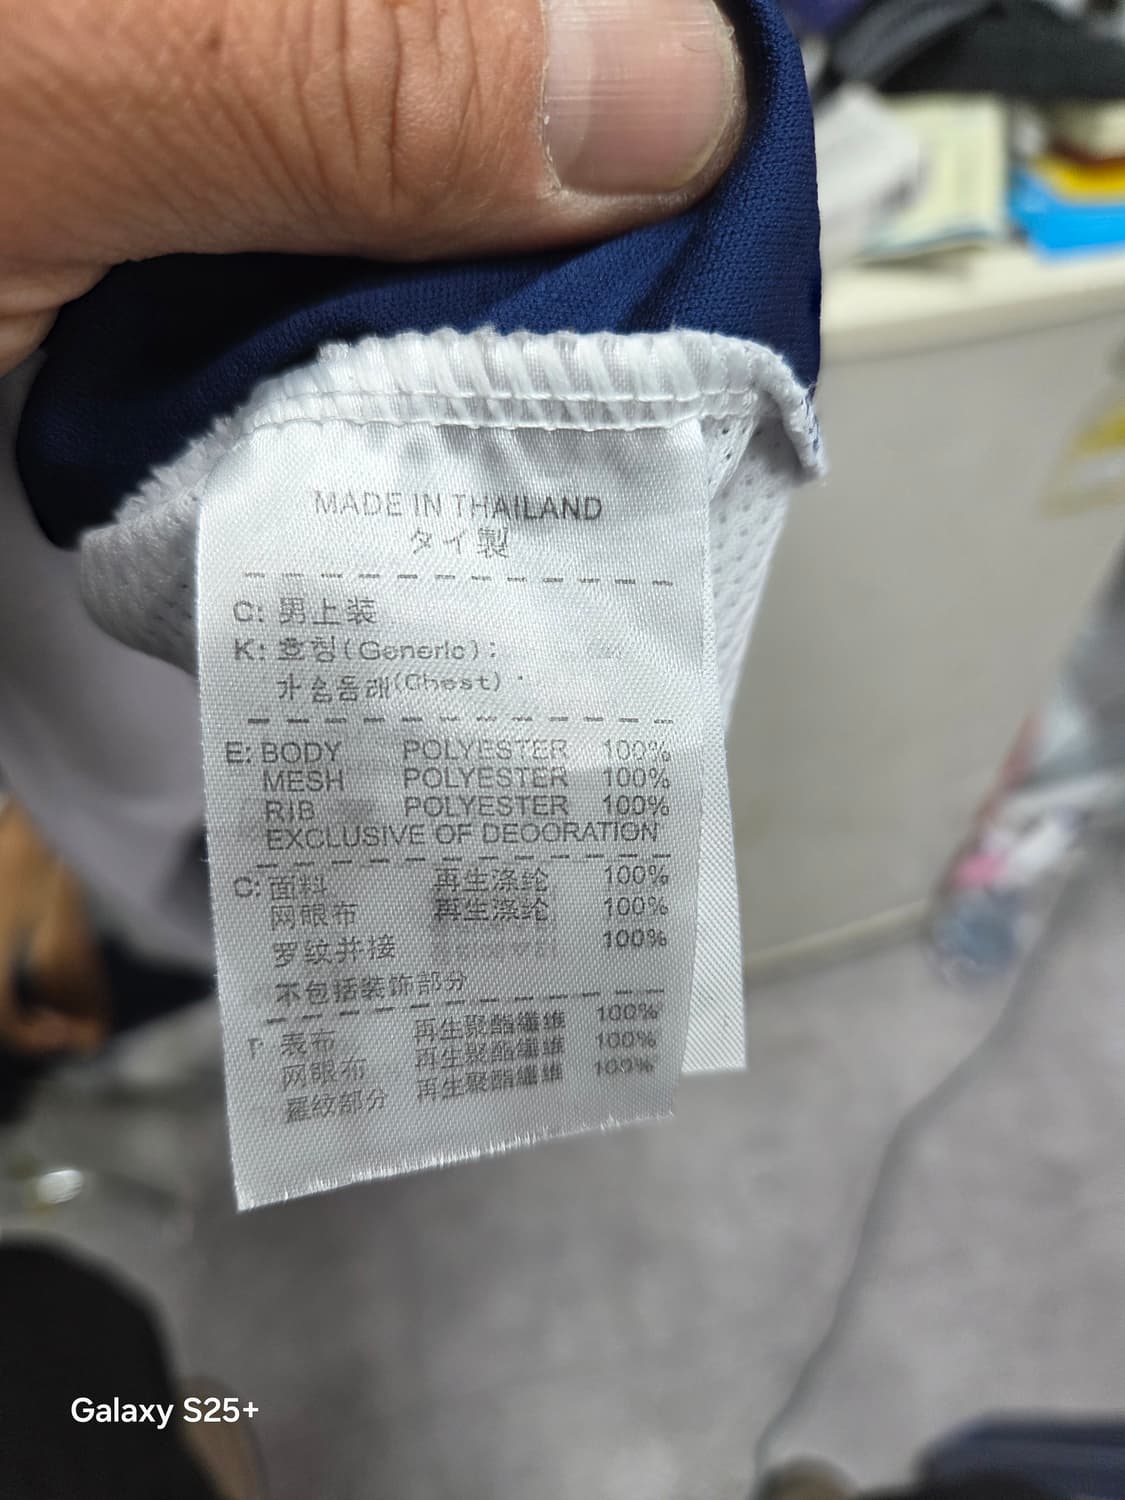 MADE IN THAILAND
タイ製
C: 男上装
K: 호칭(Generic):
가슴둘레(Chest)
E: BODY POLYESTER 100%
MESH POLYESTER 100%
RIB POLYESTER 100%
EXCLUSIVE OF DEOORATION
C: 面料 再生涤纶 100%
网眼布 再生涤纶 100%
罗纹并接 100%
不包括装饰部分
表布 再生聚酯纖維 100%
网眼布 再生聚酯纖維 100%
羅紋部分 再生聚酯纖維 100%
Galaxy S25+